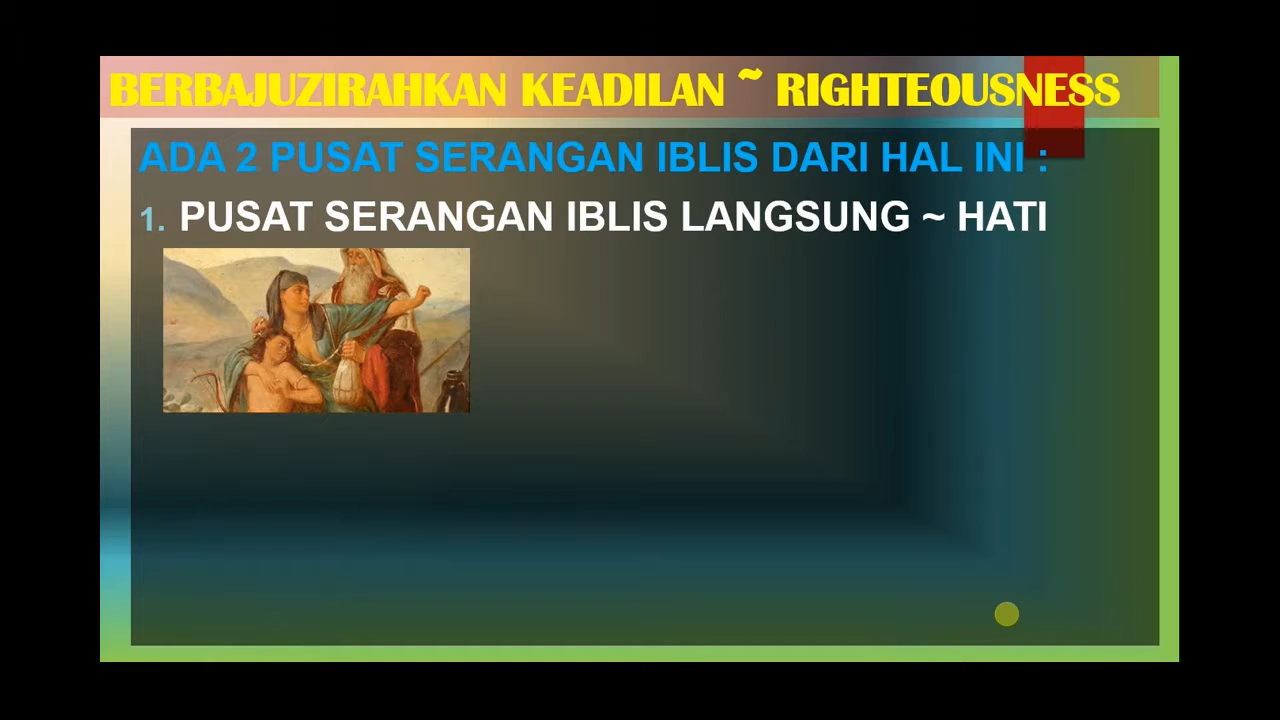 BERBAJUZIRAHKAN KEADILAN ~ RIGHTEOUSNESS
ADA 2 PUSAT SERANGAN IBLIS DARI HAL INI :
1. PUSAT SERANGAN IBLIS LANGSUNG ~ HATI